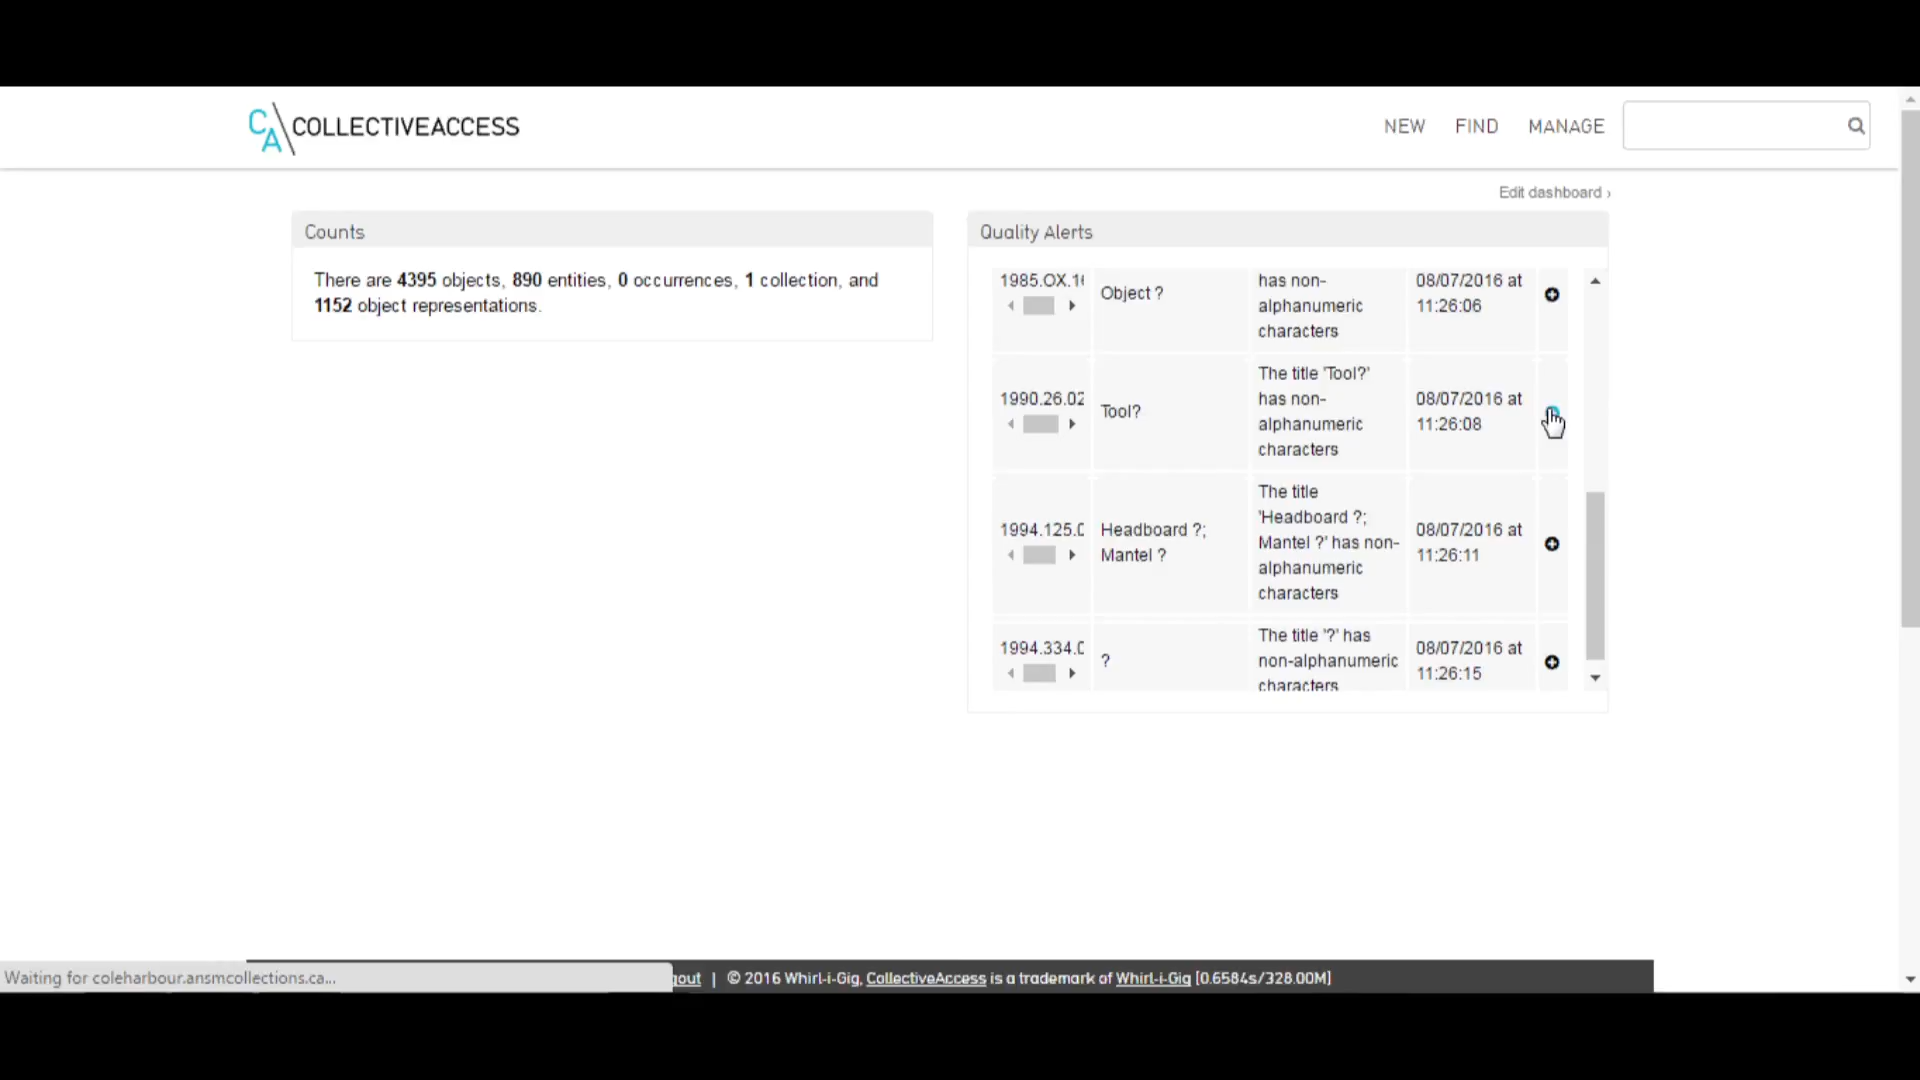 CA COLLECTIVEACCESS
NEW FIND MANAGE
Edit dashboard ›
Counts
There are 4395 objects, 890 entities, 0 occurrences, 1 collection, and
1152 object representations.
Quality Alerts
1985.OX.16
Object ?
has non-
alphanumeric
characters
08/07/2016 at
11:26:06
1990.26.02
Tool?
The title 'Tool?'
has non-
alphanumeric
characters
08/07/2016 at
11:26:08
1994.125.0
Headboard ?;
Mantel ?
The title
'Headboard ?;
Mantel ?' has non-
alphanumeric
characters
08/07/2016 at
11:26:11
1994.334.0
?
The title '?' has
non-alphanumeric
characters
08/07/2016 at
11:26:15
Waiting for coleharbour.ansmcollections.ca...
gout | © 2016 Whirl-i-Gig, CollectiveAccess is a trademark of Whirl-i-Gig [0.6584s/328.00M]